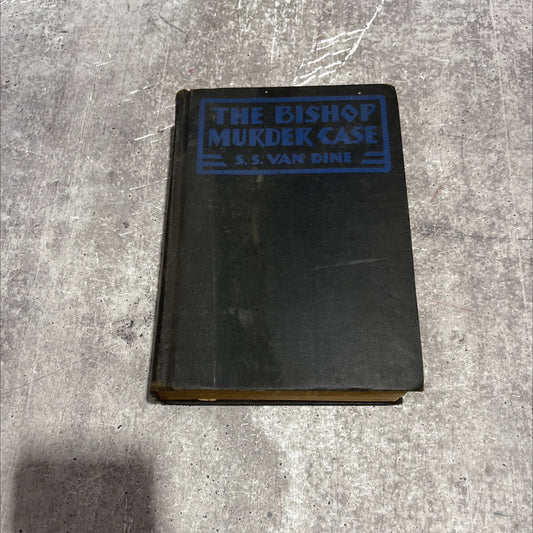 THE BISHOP
MURDER CASE
S. S. VAN DINE